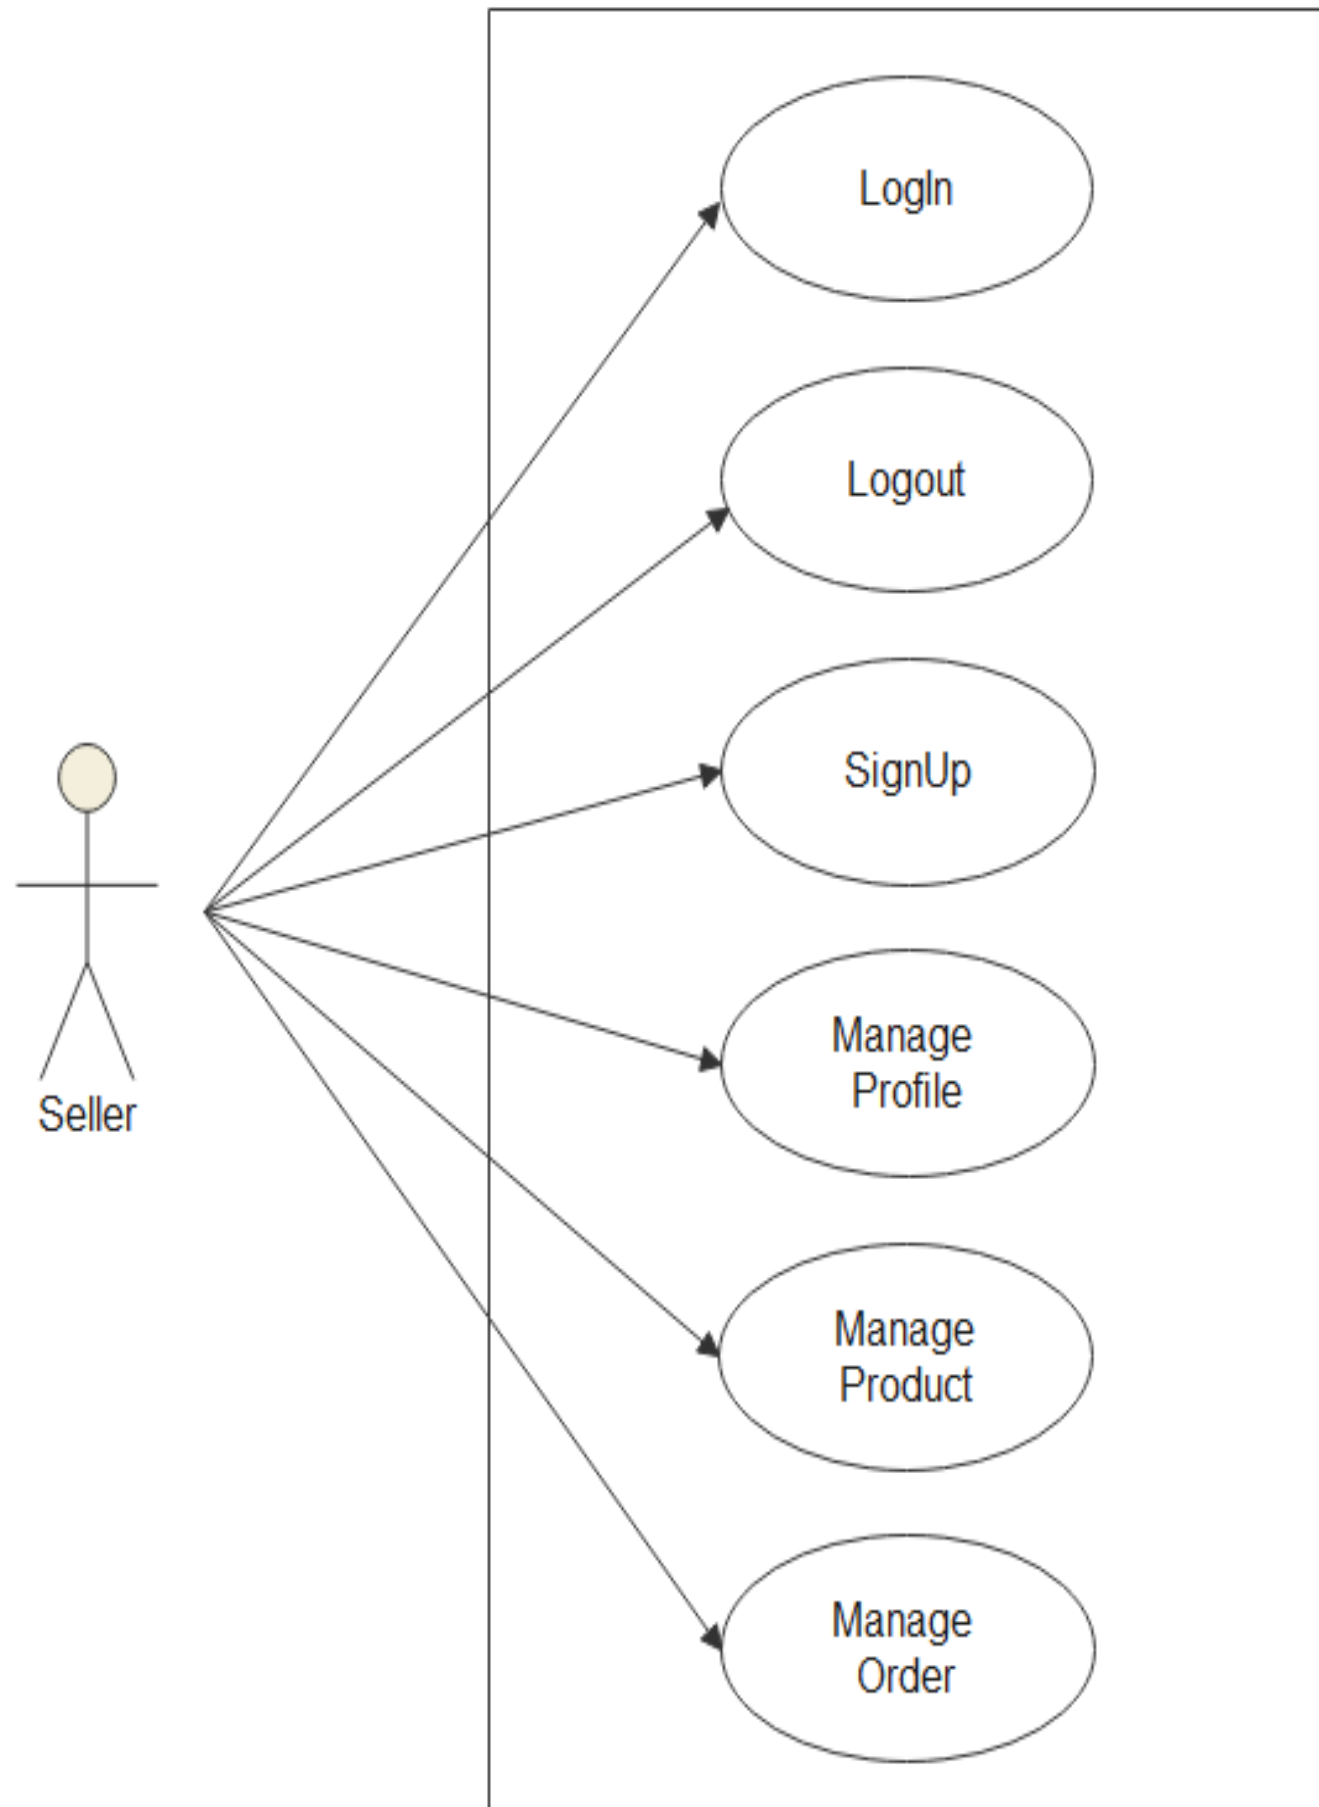 LogIn
Logout
SignUp
Seller
Manage
Profile
Manage
Product
Manage
Order